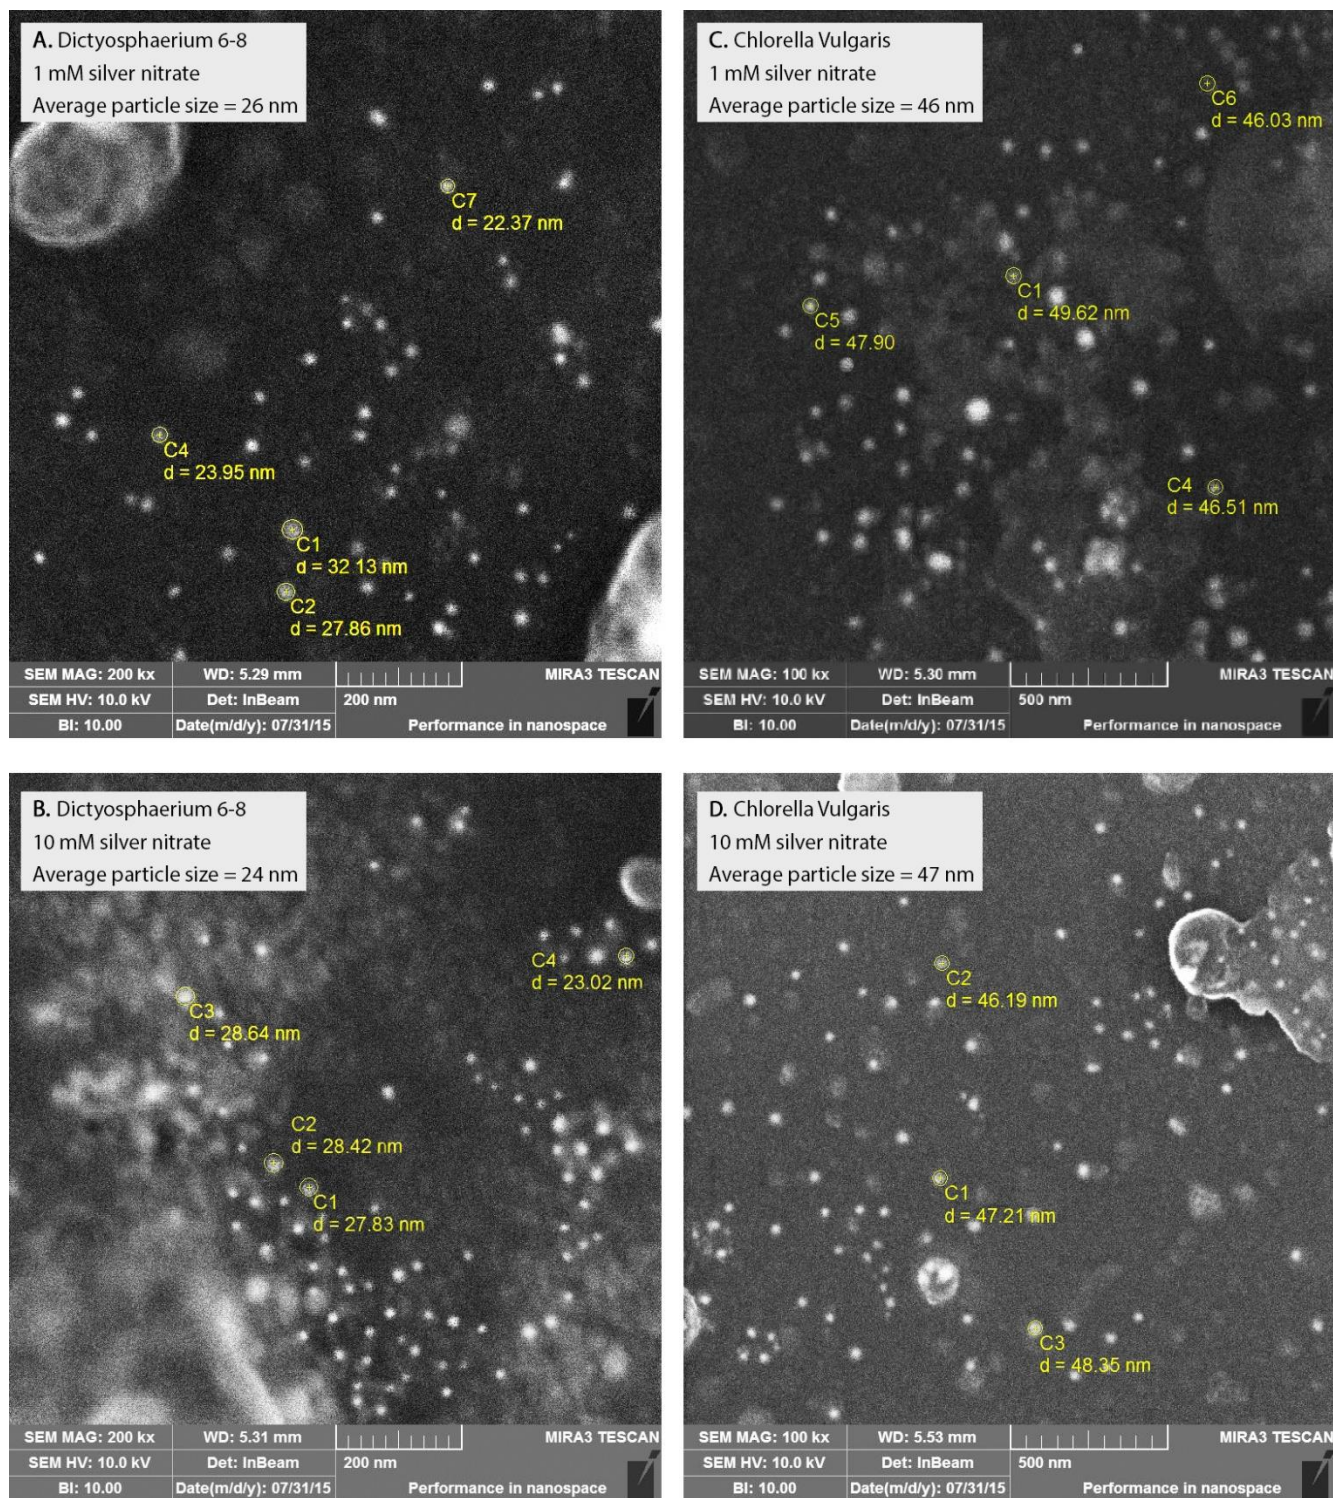 A. Dictyosphaerium 6-8
1 mM silver nitrate
Average particle size = 26 nm
C7
d = 22.37 nm
C4
d = 23.95 nm
C1
d = 32 13 nm
C2
d = 27.86 nm
SEM MAG: 200 kx WD: 5.29 mm MIRA3 TESCAN
SEM HV: 10.0 kV Det: InBeam 200 nm
BI: 10.00 Date(m/d/y): 07/31/15 Performance in nanospace
C. Chlorella Vulgaris
1 mM silver nitrate
Average particle size = 46 nm
C6
d = 46.03 nm
C1
d = 49.62 nm
C5
d = 47.90
C4
d = 46.51 nm
SEM MAG: 100 kx WD: 5.30 mm MIRA3 TESCAN
SEM HV: 10.0 kV Det: InBeam 500 nm
BI: 10.00 Date(m/d/y): 07/31/15 Performance in nanospace
B. Dictyosphaerium 6-8
10 mM silver nitrate
Average particle size = 24 nm
C4
d = 23.02 nm
C3
d = 28.64 nm
C2
d = 28.42 nm
C1
d = 27.83 nm
SEM MAG: 200 kx WD: 5.31 mm MIRA3 TESCAN
SEM HV: 10.0 kV Det: InBeam 200 nm
BI: 10.00 Date(m/d/y): 07/31/15 Performance in nanospace
D. Chlorella Vulgaris
10 mM silver nitrate
Average particle size = 47 nm
C2
d = 46.19 nm
C1
d = 47.21 nm
C3
d = 48.35 nm
SEM MAG: 100 kx WD: 5.53 mm MIRA3 TESCAN
SEM HV: 10.0 kV Det: InBeam 500 nm
BI: 10.00 Date(m/d/y): 07/31/15 Performance in nanospace